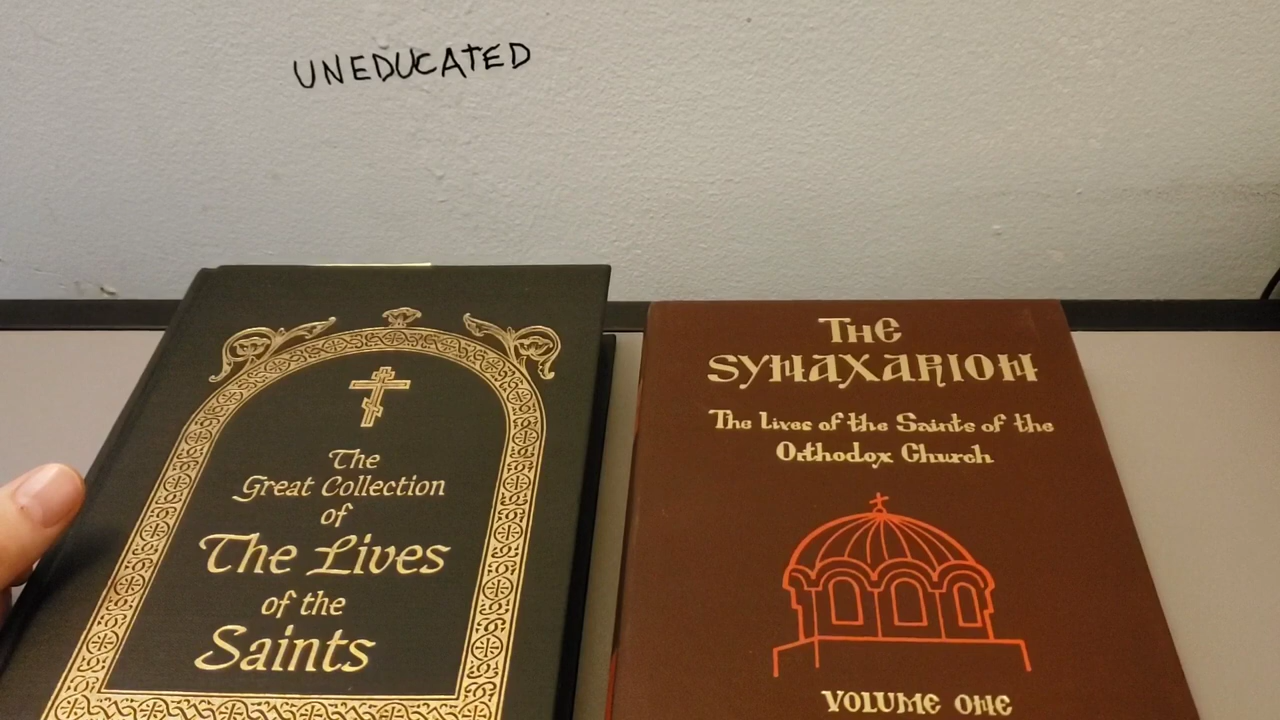 UNEDUCATED
The
Great Collection
of
The Lives
of the
Saints
THE
SYNAXARION
The Lives of the Saints of the
Orthodox Church
VOLUME ONE